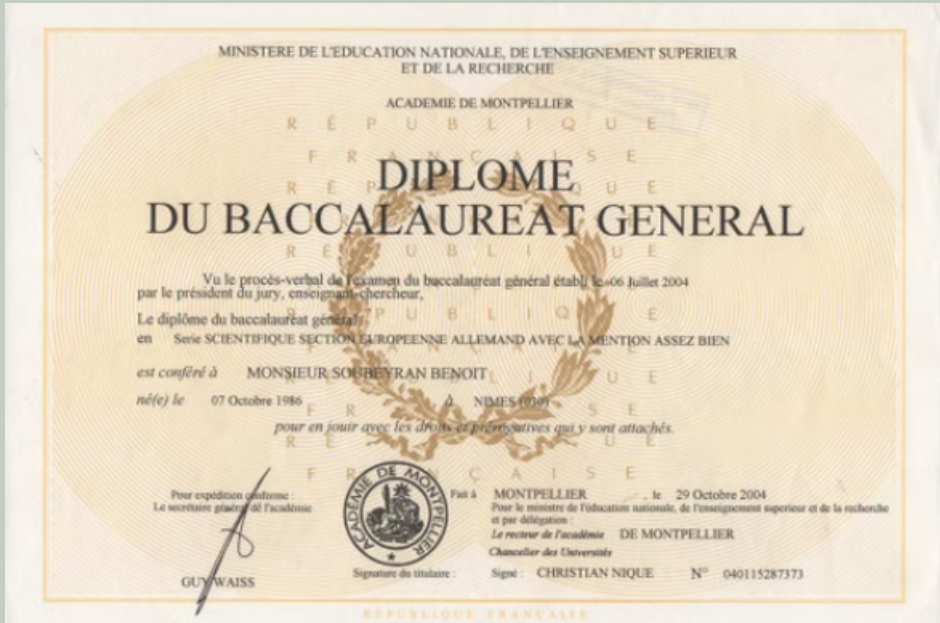 MINISTERE DE L'EDUCATION NATIONALE, DE L'ENSEIGNEMENT SUPERIEUR
ET DE LA RECHERCHE
ACADEMIE DE MONTPELLIER
RÉPUBLIQUE
FRANÇAISE
DIPLOME
DU BACCALAUREAT GENERAL
Vu le procès-verbal de l'examen du baccalauréat général établi le 06 Juillet 2004
par le président du jury, enseignant-chercheur,
Le diplôme du baccalauréat général
en Serie SCIENTIFIQUE SECTION EUROPEENNE ALLEMAND AVEC LA MENTION ASSEZ BIEN
est conféré à MONSIEUR SOUBEYRAN BENOIT
né(e) le 07 Octobre 1986 à NIMES (030)
pour en jouir avec les droits et prérogatives qui y sont attachés.
Pour expédition conforme :
Le secrétaire général de l'académie
GUY WAISS
ACADÉMIE DE MONTPELLIER
Signature du titulaire :
Fait à MONTPELLIER , le 29 Octobre 2004
Pour le ministre de l'éducation nationale, de l'enseignement superieur et de la recherche
et par délégation :
Le recteur de l'académie DE MONTPELLIER
Chancelier des Universités
Signé : CHRISTIAN NIQUE N° 040115287373
RÉPUBLIQUE FRANÇAISE